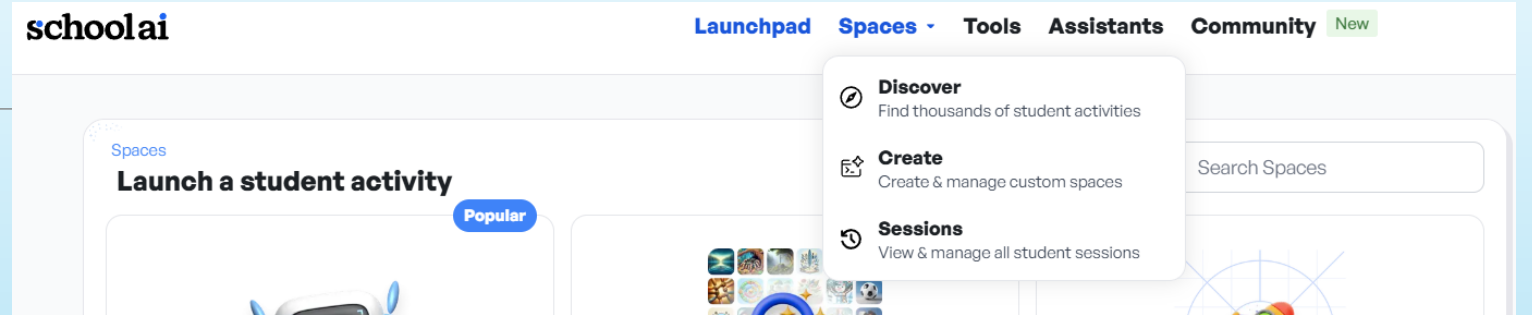 schoolai
Launchpad Spaces Tools Assistants Community New
Discover
Find thousands of student activities
Create
Create & manage custom spaces
Sessions
View & manage all student sessions
Spaces
Launch a student activity
Search Spaces
Popular